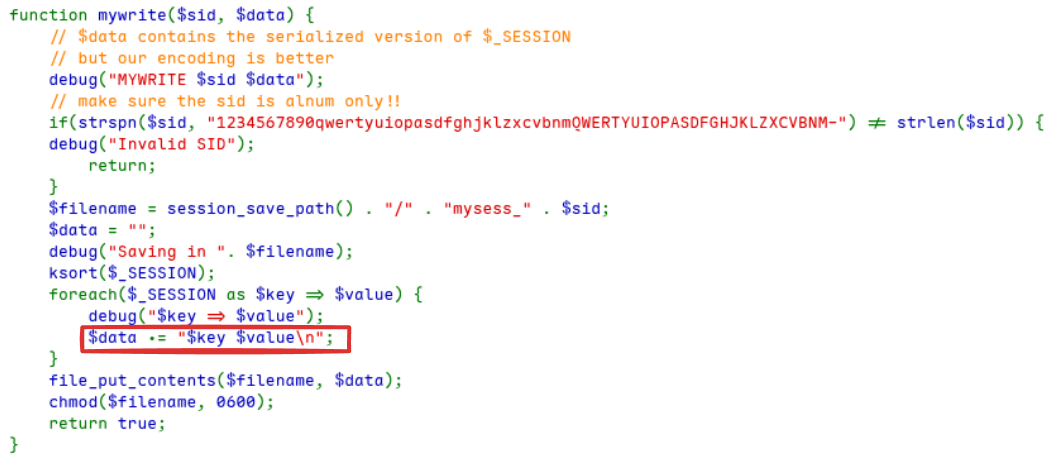 function mywrite($sid, $data) {
    // $data contains the serialized version of $_SESSION
    // but our encoding is better
    debug("MYWRITE $sid $data");
    // make sure the sid is alnum only!!
    if(strspn($sid, "1234567890qwertyuiopasdfghjklzxcvbnmQWERTYUIOPASDFGHJKLZXCVBNM-") != strlen($sid)) {
    debug("Invalid SID");
        return;
    }
    $filename = session_save_path() . "/" . "mysess_" . $sid;
    $data = "";
    debug("Saving in ". $filename);
    ksort($_SESSION);
    foreach($_SESSION as $key => $value) {
        debug("$key => $value");
        $data .= "$key $value\n";
    }
    file_put_contents($filename, $data);
    chmod($filename, 0600);
    return true;
}